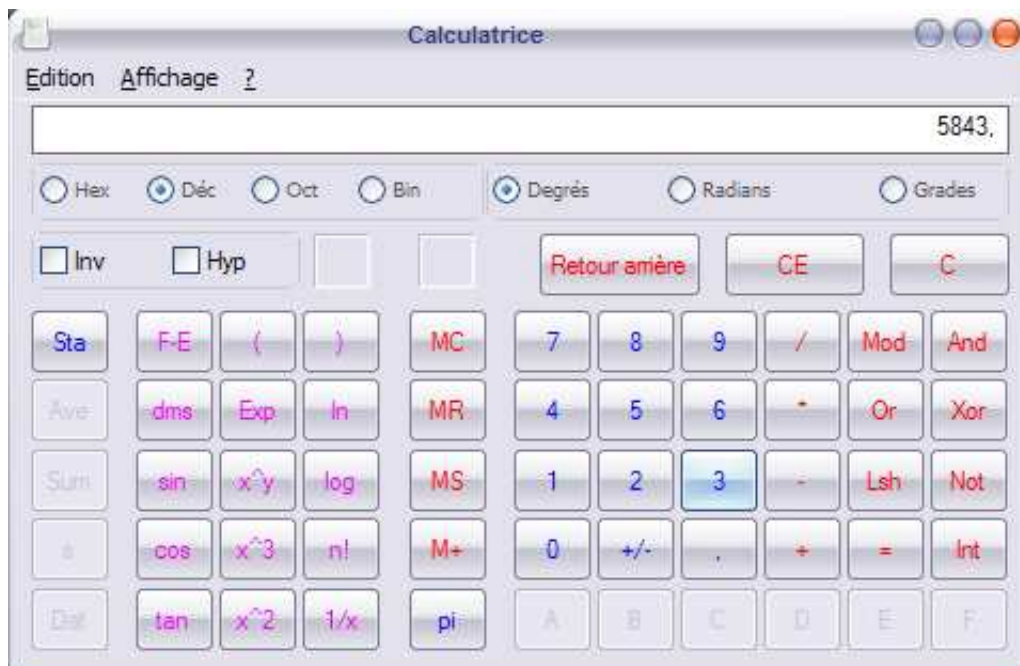 Calculatrice
Edition Affichage ?
5843,
Hex Déc Oct Bin Degrés Radians Grades
Inv Hyp Retour arrière CE C
Sta F-E ( ) MC 7 8 9 / Mod And
Ave dms Exp ln MR 4 5 6 * Or Xor
Sum sin x^y log MS 1 2 3 - Lsh Not
s cos x^3 n! M+ 0 +/- , + = Int
Dat tan x^2 1/x pi A B C D E F